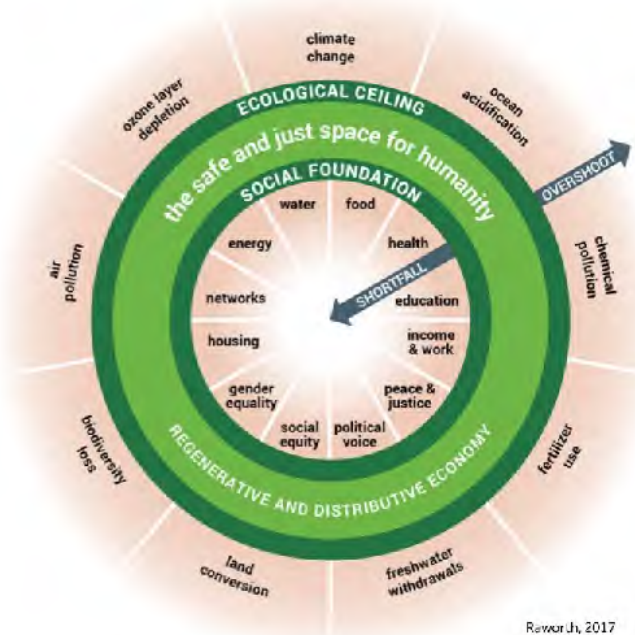 climate
change
ozone layer
depletion
ocean
acidification
ECOLOGICAL CEILING
the safe and just space for humanity
SOCIAL FOUNDATION
OVERSHOOT
water
food
energy
health
SHORTFALL
air
pollution
chemical
pollution
networks
education
housing
income
& work
gender
equality
peace &
justice
social
equity
political
voice
biodiversity
loss
fertilizer
use
REGENERATIVE AND DISTRIBUTIVE ECONOMY
land
conversion
freshwater
withdrawals
Raworth, 2017